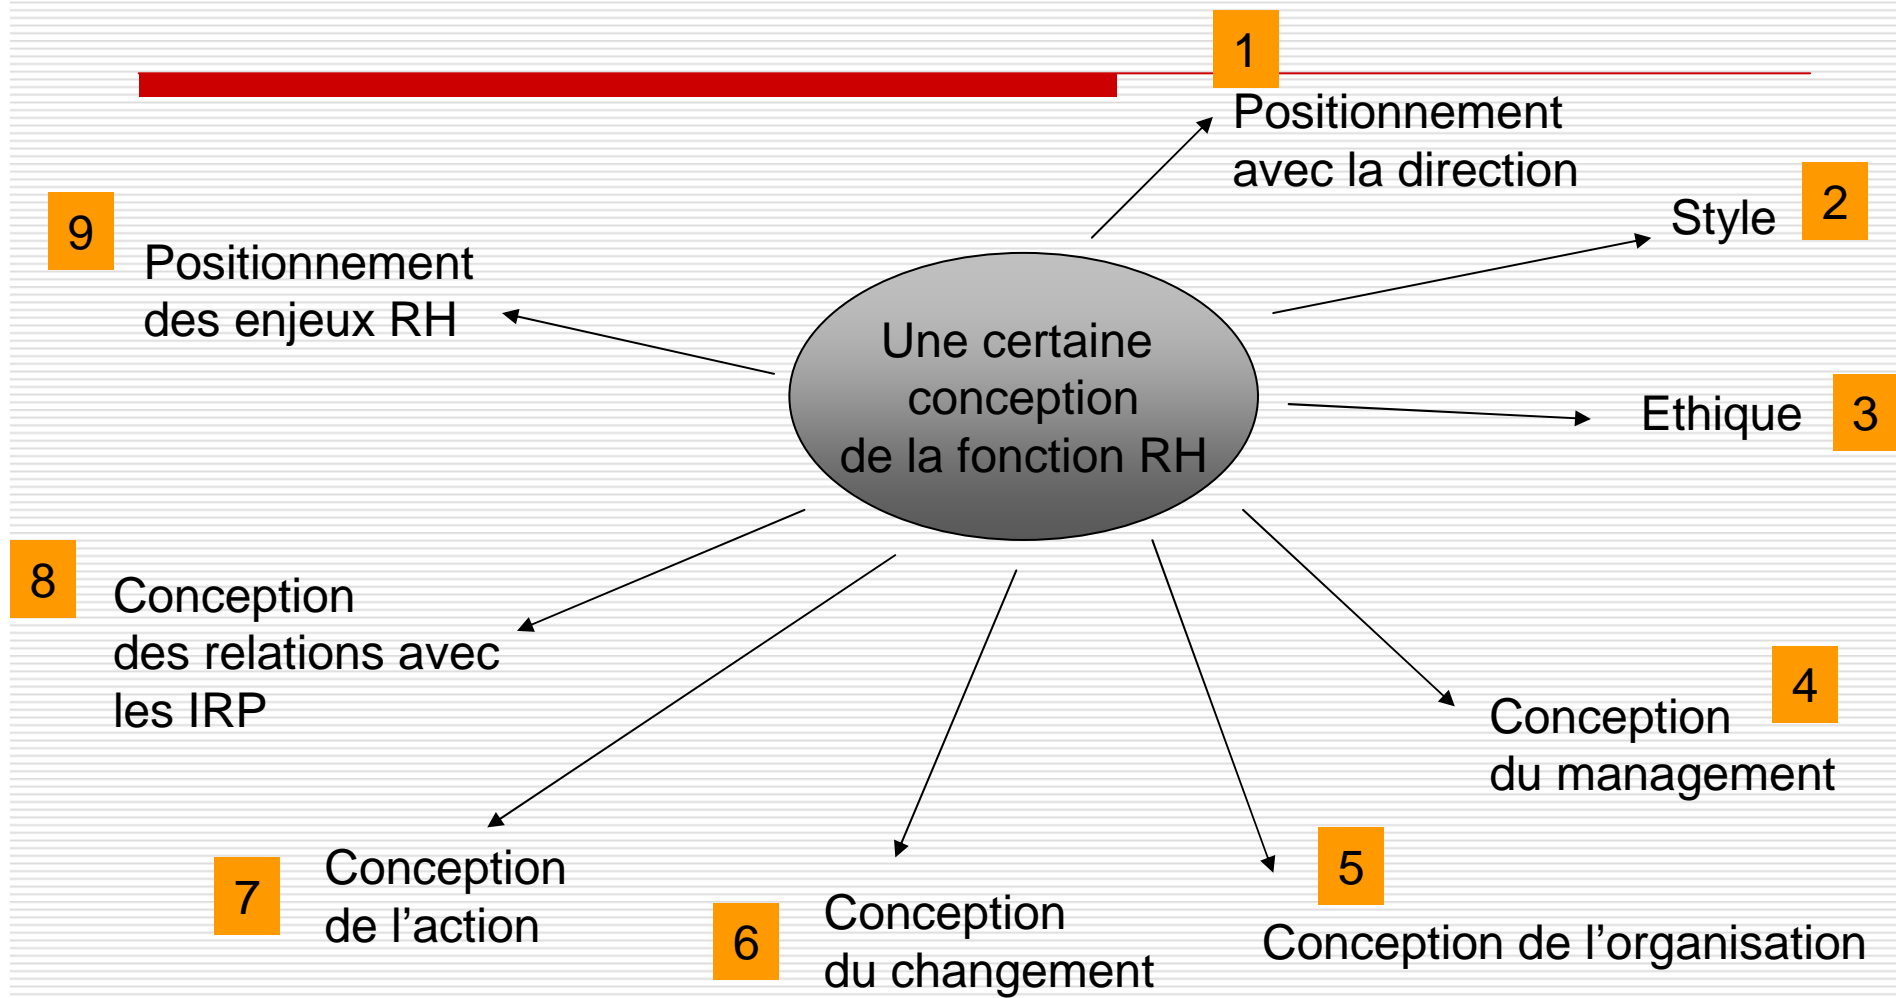 1
Positionnement
avec la direction
Style
2
Ethique
3
4
Conception
du management
5
Conception de l’organisation
6
Conception
du changement
7
Conception
de l’action
8
Conception
des relations avec
les IRP
9
Positionnement
des enjeux RH
Une certaine
conception
de la fonction RH